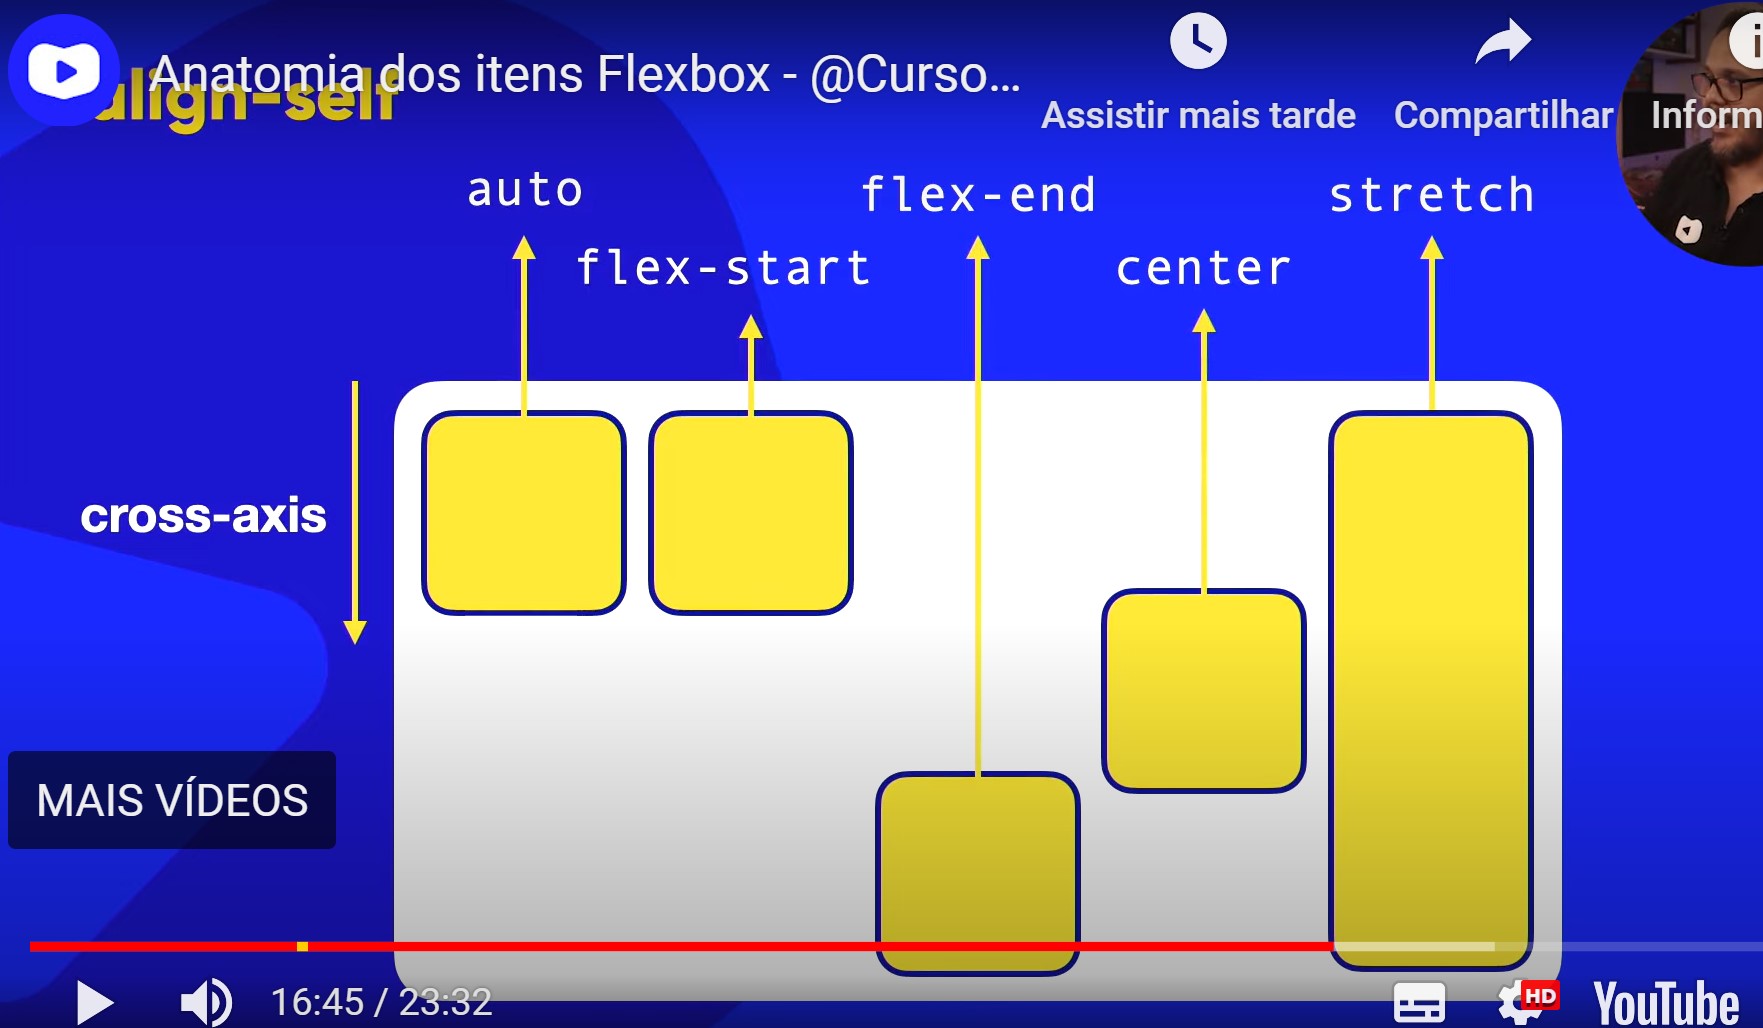 Anatomia dos itens Flexbox - @Curso...
align-self
Assistir mais tarde
Compartilhar
Inform
auto
flex-end
stretch
flex-start
center
cross-axis
MAIS VÍDEOS
16:45 / 23:32
HD
YouTube